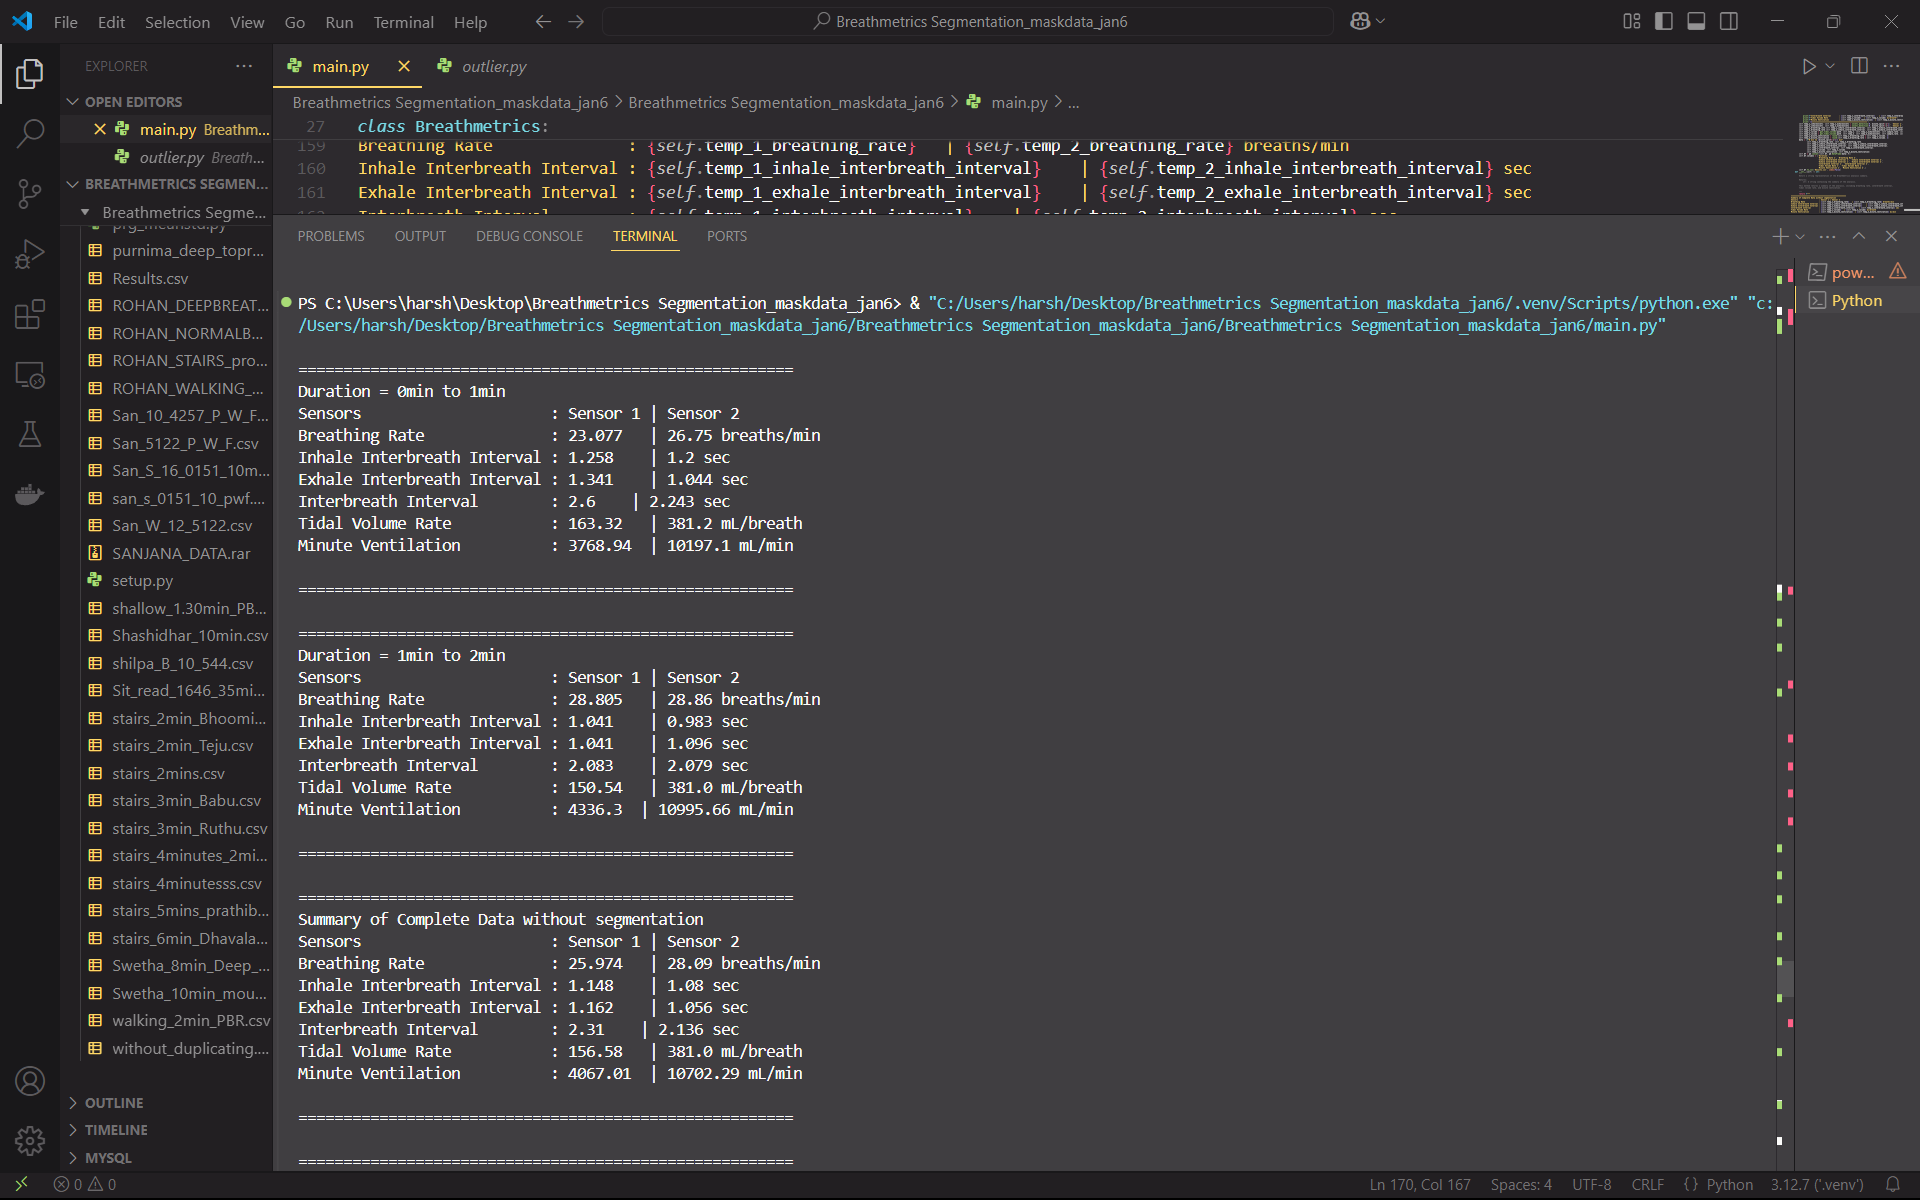 File Edit Selection View Go Run Terminal Help
Breathmetrics Segmentation_maskdata_jan6
EXPLORER
OPEN EDITORS
main.py Breathm...
outlier.py Breath...
BREATHMETRICS SEGMEN...
Breathmetrics Segme...
prg_meanstd.py
purnima_deep_topr...
Results.csv
ROHAN_DEEPBREAT...
ROHAN_NORMALB...
ROHAN_STAIRS_pro...
ROHAN_WALKING_...
San_10_4257_P_W_F...
San_5122_P_W_F.csv
San_S_16_0151_10m...
san_s_0151_10_pwf....
San_W_12_5122.csv
SANJANA_DATA.rar
setup.py
shallow_1.30min_PB...
Shashidhar_10min.csv
shilpa_B_10_544.csv
Sit_read_1646_35mi...
stairs_2min_Bhoomi...
stairs_2min_Teju.csv
stairs_2mins.csv
stairs_3min_Babu.csv
stairs_3min_Ruthu.csv
stairs_4minutes_2mi...
stairs_4minutesss.csv
stairs_5mins_prathib...
stairs_6min_Dhavala...
Swetha_8min_Deep_...
Swetha_10min_mou...
walking_2min_PBR.csv
without_duplicating....
OUTLINE
TIMELINE
MYSQL
main.py
outlier.py
Breathmetrics Segmentation_maskdata_jan6 > Breathmetrics Segmentation_maskdata_jan6 > main.py > ...
27 class Breathmetrics:
159 Breathing Rate : {self.temp_1_breathing_rate} | {self.temp_2_breathing_rate} breaths/min
160 Inhale Interbreath Interval : {self.temp_1_inhale_interbreath_interval} | {self.temp_2_inhale_interbreath_interval} sec
161 Exhale Interbreath Interval : {self.temp_1_exhale_interbreath_interval} | {self.temp_2_exhale_interbreath_interval} sec
162 Interbreath Interval : {self.temp_1_interbreath_interval} | {self.temp_2_interbreath_interval} sec
PROBLEMS OUTPUT DEBUG CONSOLE TERMINAL PORTS
pow...
Python
PS C:\Users\harsh\Desktop\Breathmetrics Segmentation_maskdata_jan6> & "C:/Users/harsh/Desktop/Breathmetrics Segmentation_maskdata_jan6/.venv/Scripts/python.exe" "c:
/Users/harsh/Desktop/Breathmetrics Segmentation_maskdata_jan6/Breathmetrics Segmentation_maskdata_jan6/Breathmetrics Segmentation_maskdata_jan6/main.py"
=======================================================
Duration = 0min to 1min
Sensors : Sensor 1 | Sensor 2
Breathing Rate : 23.077 | 26.75 breaths/min
Inhale Interbreath Interval : 1.258 | 1.2 sec
Exhale Interbreath Interval : 1.341 | 1.044 sec
Interbreath Interval : 2.6 | 2.243 sec
Tidal Volume Rate : 163.32 | 381.2 mL/breath
Minute Ventilation : 3768.94 | 10197.1 mL/min
=======================================================
=======================================================
Duration = 1min to 2min
Sensors : Sensor 1 | Sensor 2
Breathing Rate : 28.805 | 28.86 breaths/min
Inhale Interbreath Interval : 1.041 | 0.983 sec
Exhale Interbreath Interval : 1.041 | 1.096 sec
Interbreath Interval : 2.083 | 2.079 sec
Tidal Volume Rate : 150.54 | 381.0 mL/breath
Minute Ventilation : 4336.3 | 10995.66 mL/min
=======================================================
=======================================================
Summary of Complete Data without segmentation
Sensors : Sensor 1 | Sensor 2
Breathing Rate : 25.974 | 28.09 breaths/min
Inhale Interbreath Interval : 1.148 | 1.08 sec
Exhale Interbreath Interval : 1.162 | 1.056 sec
Interbreath Interval : 2.31 | 2.136 sec
Tidal Volume Rate : 156.58 | 381.0 mL/breath
Minute Ventilation : 4067.01 | 10702.29 mL/min
=======================================================
=======================================================
0 0 Ln 170, Col 167 Spaces: 4 UTF-8 CRLF {} Python 3.12.7 ('.venv')